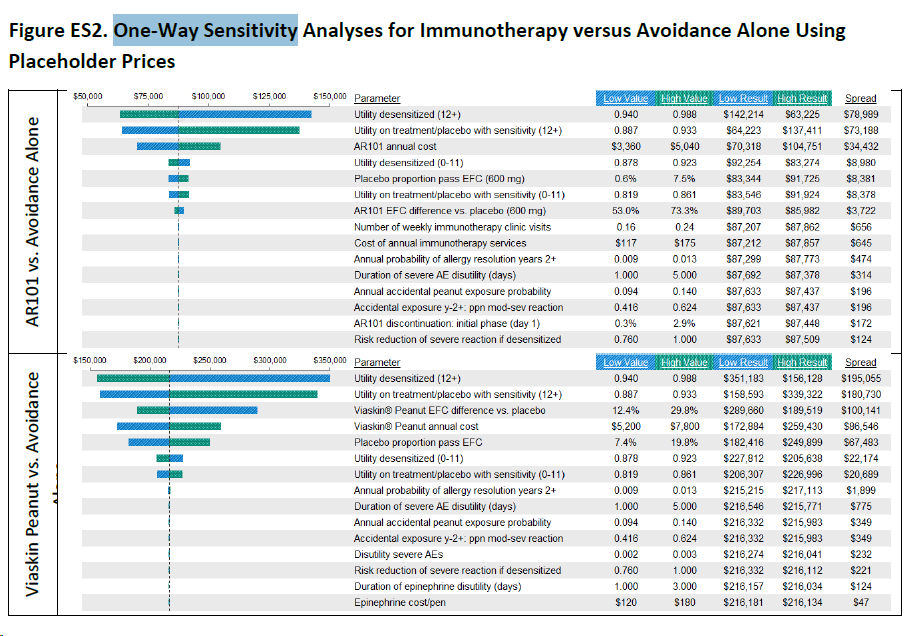 Figure ES2. One-Way Sensitivity Analyses for Immunotherapy versus Avoidance Alone Using
Placeholder Prices
AR101 vs. Avoidance Alone
$50,000 $75,000 $100,000 $125,000 $150,000 Parameter Low Value High Value Low Result High Result Spread
Utility desensitized (12+) 0.940 0.988 $142,214 $63,225 $78,989
Utility on treatment/placebo with sensitivity (12+) 0.887 0.933 $64,223 $137,411 $73,188
AR101 annual cost $3,360 $5,040 $70,318 $104,751 $34,432
Utility desensitized (0-11) 0.878 0.923 $92,254 $83,274 $8,980
Placebo proportion pass EFC (600 mg) 0.6% 7.5% $83,344 $91,725 $8,381
Utility on treatment/placebo with sensitivity (0-11) 0.819 0.861 $83,546 $91,924 $8,378
AR101 EFC difference vs. placebo (600 mg) 53.0% 73.3% $89,703 $85,982 $3,722
Number of weekly immunotherapy clinic visits 0.16 0.24 $87,207 $87,862 $656
Cost of annual immunotherapy services $117 $175 $87,212 $87,857 $645
Annual probability of allergy resolution years 2+ 0.009 0.013 $87,299 $87,773 $474
Duration of severe AE disutility (days) 1.000 5.000 $87,692 $87,378 $314
Annual accidental peanut exposure probability 0.094 0.140 $87,633 $87,437 $196
Accidental exposure y-2+: ppn mod-sev reaction 0.416 0.624 $87,633 $87,437 $196
AR101 discontinuation: initial phase (day 1) 0.3% 2.9% $87,621 $87,448 $172
Risk reduction of severe reaction if desensitized 0.760 1.000 $87,633 $87,509 $124
Viaskin Peanut vs. Avoidance
$150,000 $200,000 $250,000 $300,000 $350,000 Parameter Low Value High Value Low Result High Result Spread
Utility desensitized (12+) 0.940 0.988 $351,183 $156,128 $195,055
Utility on treatment/placebo with sensitivity (12+) 0.887 0.933 $158,593 $339,322 $180,730
Viaskin® Peanut EFC difference vs. placebo 12.4% 29.8% $289,660 $189,519 $100,141
Viaskin® Peanut annual cost $5,200 $7,800 $172,884 $259,430 $86,546
Placebo proportion pass EFC 7.4% 19.8% $182,416 $249,899 $67,483
Utility desensitized (0-11) 0.878 0.923 $227,812 $205,638 $22,174
Utility on treatment/placebo with sensitivity (0-11) 0.819 0.861 $206,307 $226,996 $20,689
Annual probability of allergy resolution years 2+ 0.009 0.013 $215,215 $217,113 $1,899
Duration of severe AE disutility (days) 1.000 5.000 $216,546 $215,771 $775
Annual accidental peanut exposure probability 0.094 0.140 $216,332 $215,983 $349
Accidental exposure y-2+: ppn mod-sev reaction 0.416 0.624 $216,332 $215,983 $349
Disutility severe AEs 0.002 0.003 $216,274 $216,041 $232
Risk reduction of severe reaction if desensitized 0.760 1.000 $216,332 $216,112 $221
Duration of epinephrine disutility (days) 1.000 3.000 $216,157 $216,034 $124
Epinephrine cost/pen $120 $180 $216,181 $216,134 $47